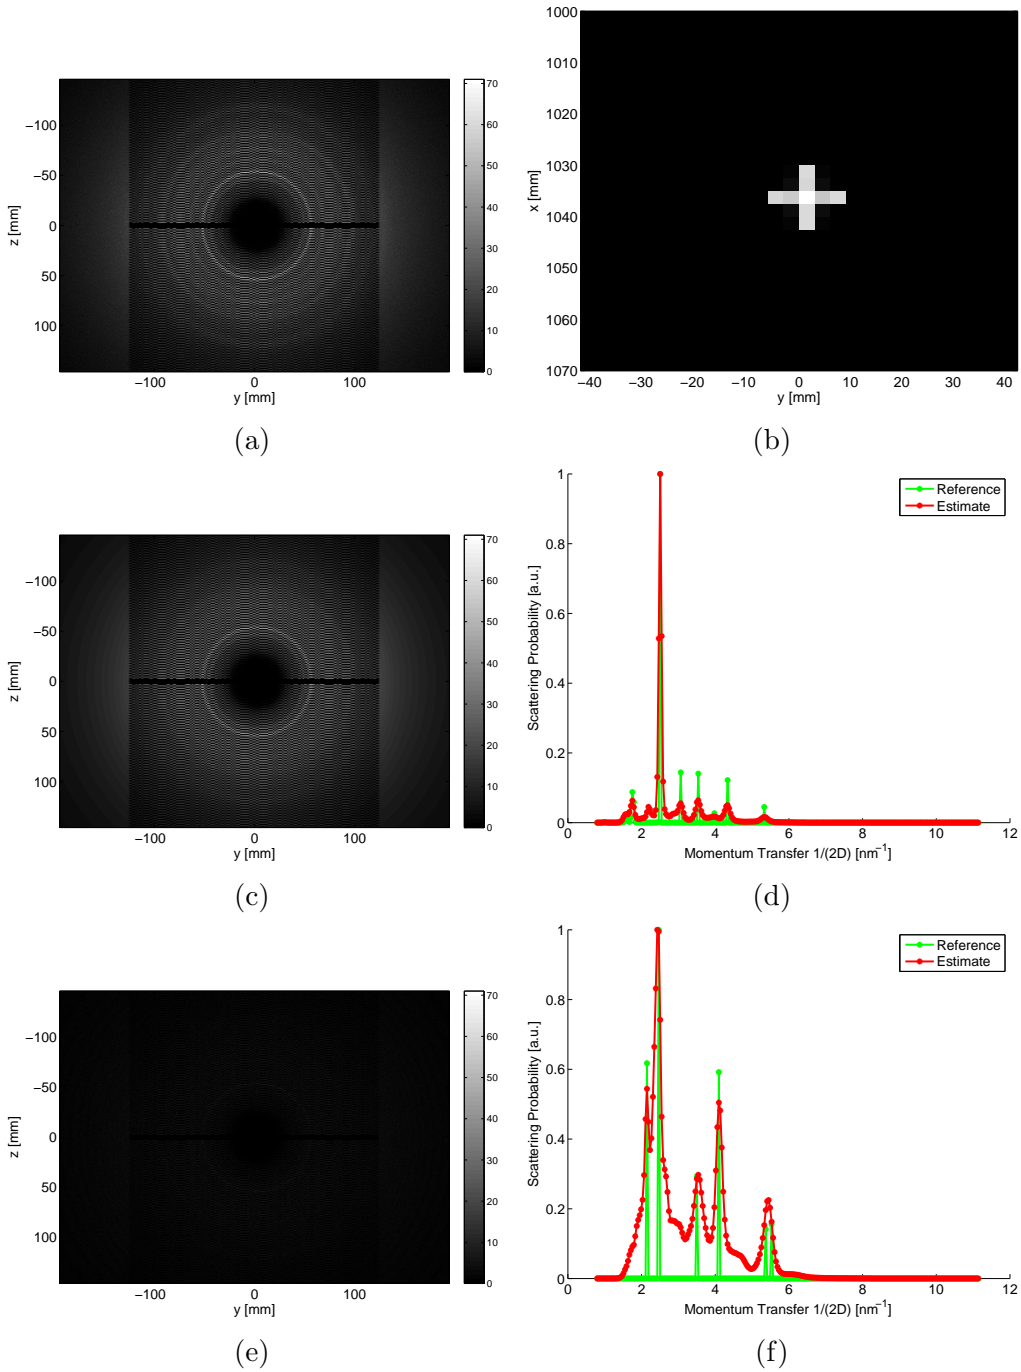 −100
−50
0
50
100
z [mm]
−100 0 100
y [mm]
70
60
50
40
30
20
10
0
(a)
1000
1010
1020
1030
1040
1050
1060
1070
x [mm]
−40 −30 −20 −10 0 10 20 30 40
y [mm]
(b)
−100
−50
0
50
100
z [mm]
−100 0 100
y [mm]
70
60
50
40
30
20
10
0
(c)
1
0.8
0.6
0.4
0.2
0
Scattering Probability [a.u.]
Reference
Estimate
0 2 4 6 8 10 12
Momentum Transfer 1/(2D) [nm⁻¹]
(d)
−100
−50
0
50
100
z [mm]
−100 0 100
y [mm]
70
60
50
40
30
20
10
0
(e)
1
0.8
0.6
0.4
0.2
0
Scattering Probability [a.u.]
Reference
Estimate
0 2 4 6 8 10 12
Momentum Transfer 1/(2D) [nm⁻¹]
(f)